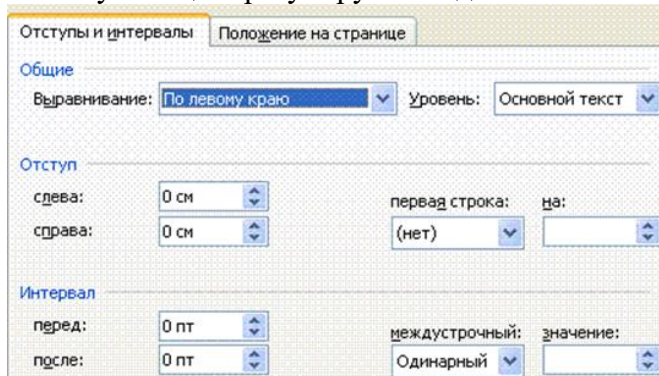 Отступы и интервалы Положение на странице
Общие
Выравнивание: По левому краю Уровень: Основной текст
Отступ
слева: 0 см первая строка: на:
справа: 0 см (нет)
Интервал
перед: 0 пт междустрочный: значение:
после: 0 пт Одинарный